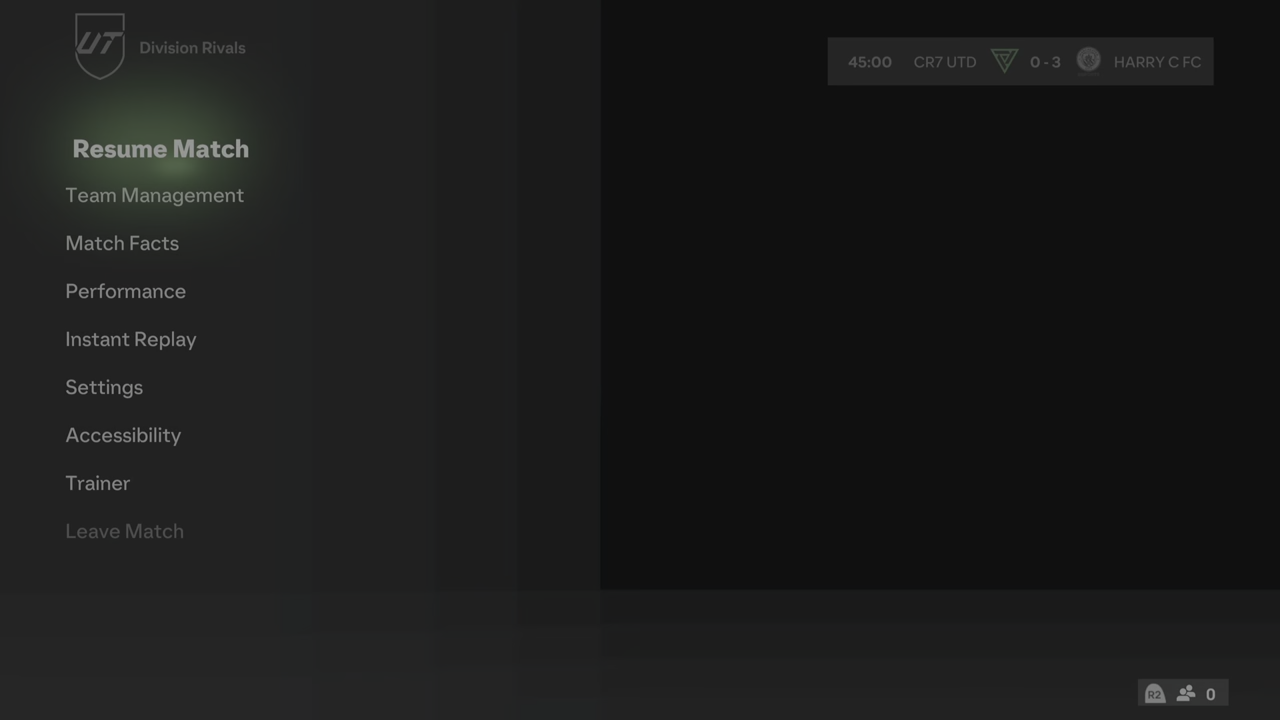 UT
Division Rivals
45:00 CR7 UTD 0 - 3 HARRY C FC
Resume Match
Team Management
Match Facts
Performance
Instant Replay
Settings
Accessibility
Trainer
Leave Match
R2 0